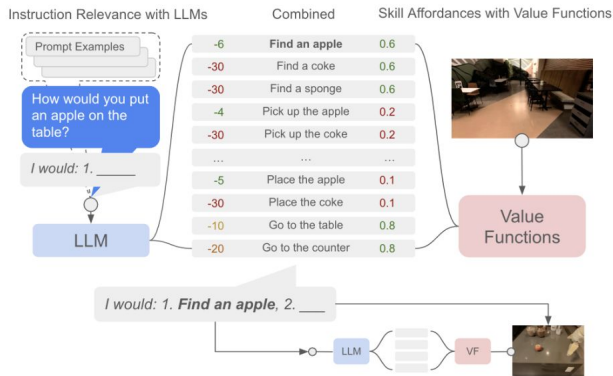 Instruction Relevance with LLMs
Combined
Skill Affordances with Value Functions
Prompt Examples
How would you put
an apple on the
table?
I would: 1. _____
LLM
-6 Find an apple 0.6
-30 Find a coke 0.6
-30 Find a sponge 0.6
-4 Pick up the apple 0.2
-30 Pick up the coke 0.2
... ... ...
-5 Place the apple 0.1
-30 Place the coke 0.1
-10 Go to the table 0.8
-20 Go to the counter 0.8
Value
Functions
I would: 1. Find an apple, 2. ___
LLM
VF